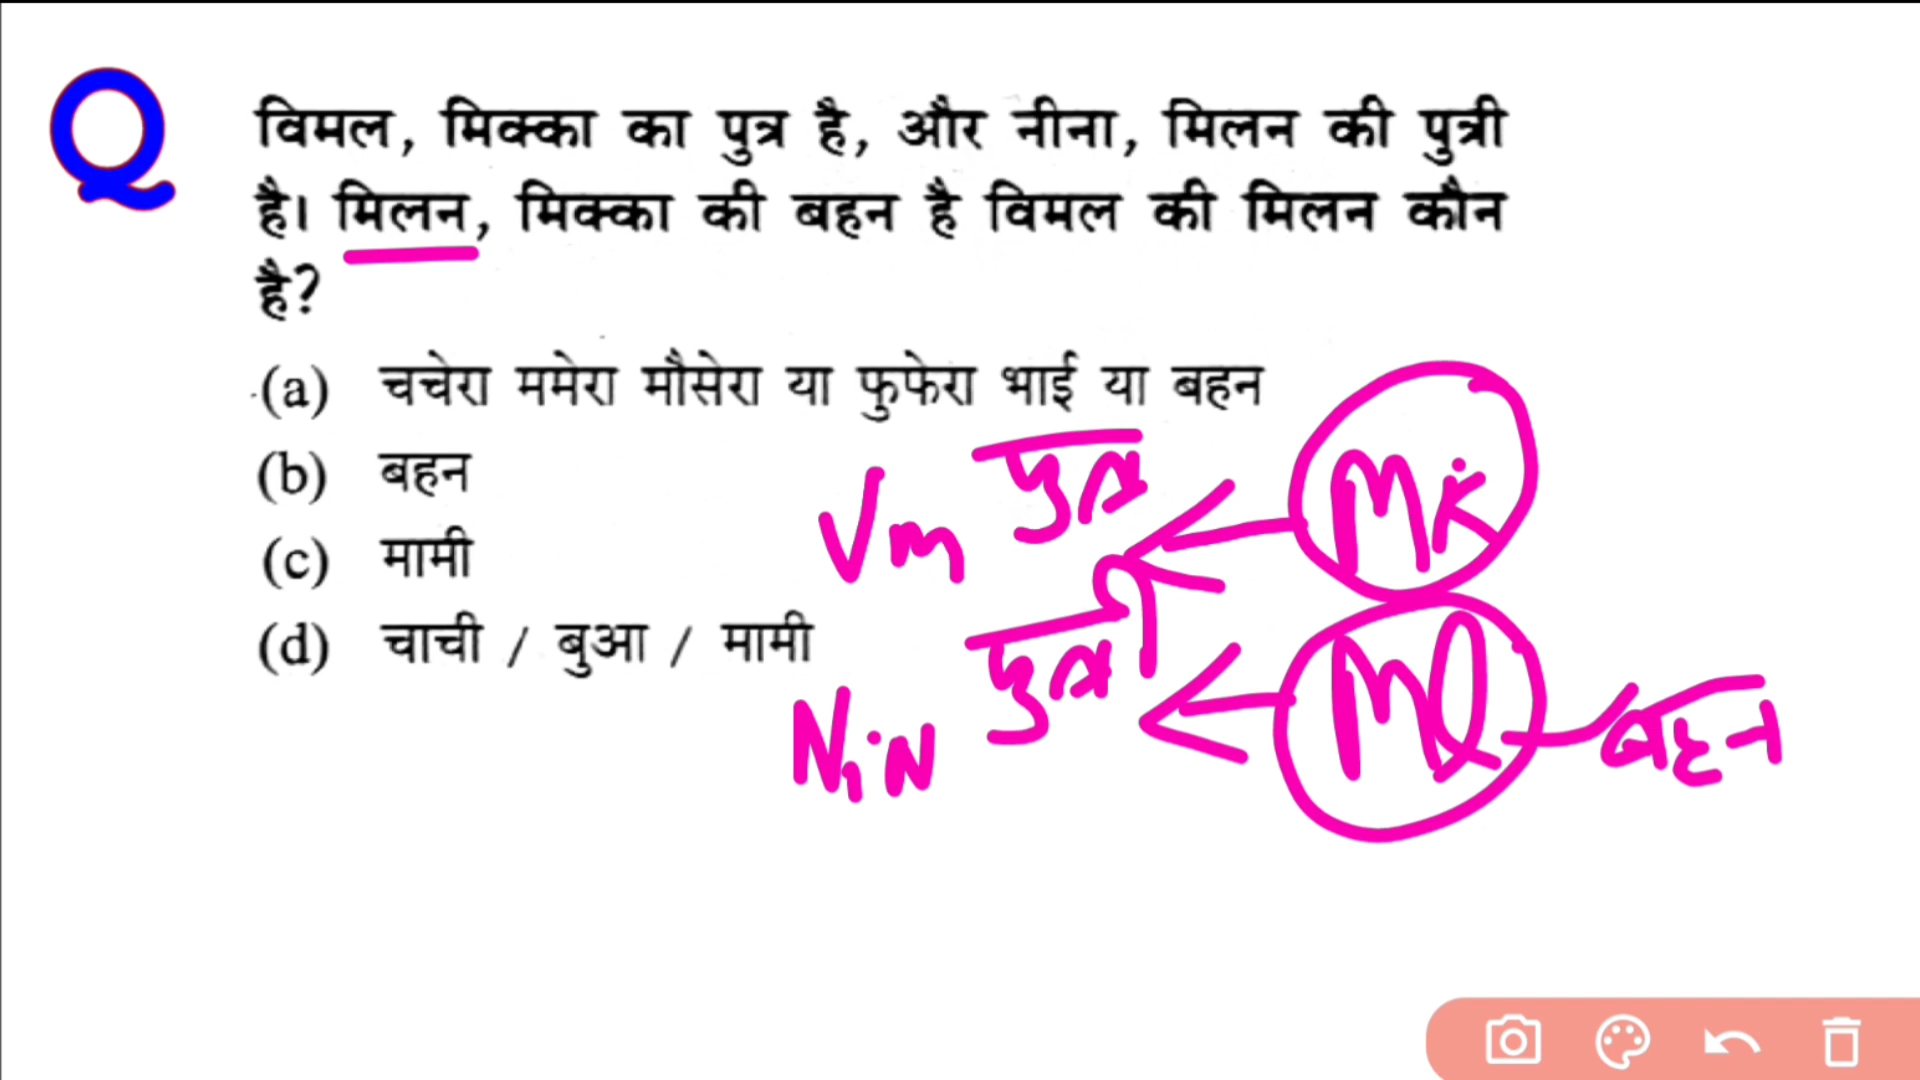 Q
विमल, मिक्का का पुत्र है, और नीना, मिलन की पुत्री
है। मिलन, मिक्का की बहन है विमल की मिलन कौन
है?
(a) चचेरा ममेरा मौसेरा या फुफेरा भाई या बहन
(b) बहन
(c) मामी
(d) चाची / बुआ / मामी
Vm पुत्र MK
NiN पुत्री Ml बहन